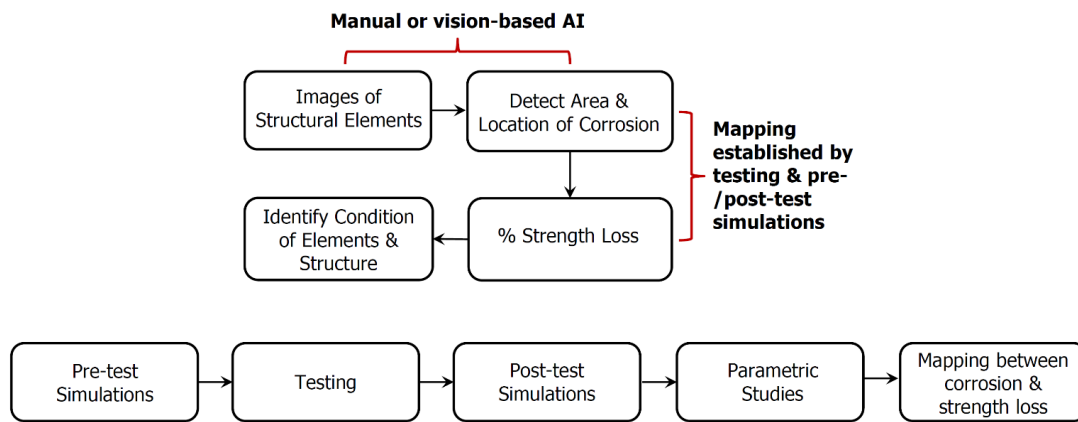 Manual or vision-based AI
Images of
Structural Elements
Detect Area &
Location of Corrosion
Mapping
established by
testing & pre-
/post-test
simulations
Identify Condition
of Elements &
Structure
% Strength Loss
Pre-test
Simulations
Testing
Post-test
Simulations
Parametric
Studies
Mapping between
corrosion &
strength loss